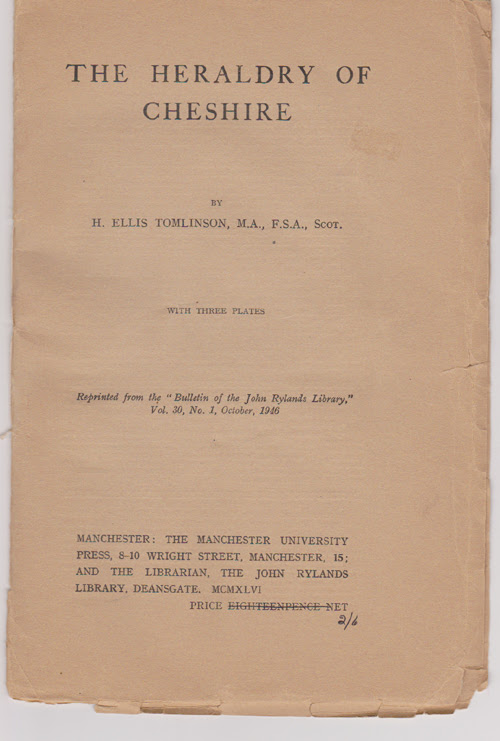 THE HERALDRY OF
CHESHIRE
BY
H. ELLIS TOMLINSON, M.A., F.S.A., SCOT.
WITH THREE PLATES
Reprinted from the "Bulletin of the John Rylands Library,"
Vol. 30, No. 1, October, 1946
MANCHESTER: THE MANCHESTER UNIVERSITY
PRESS, 8-10 WRIGHT STREET, MANCHESTER, 15;
AND THE LIBRARIAN, THE JOHN RYLANDS
LIBRARY, DEANSGATE. MCMXLVI
PRICE EIGHTEENPENCE NET
2/6